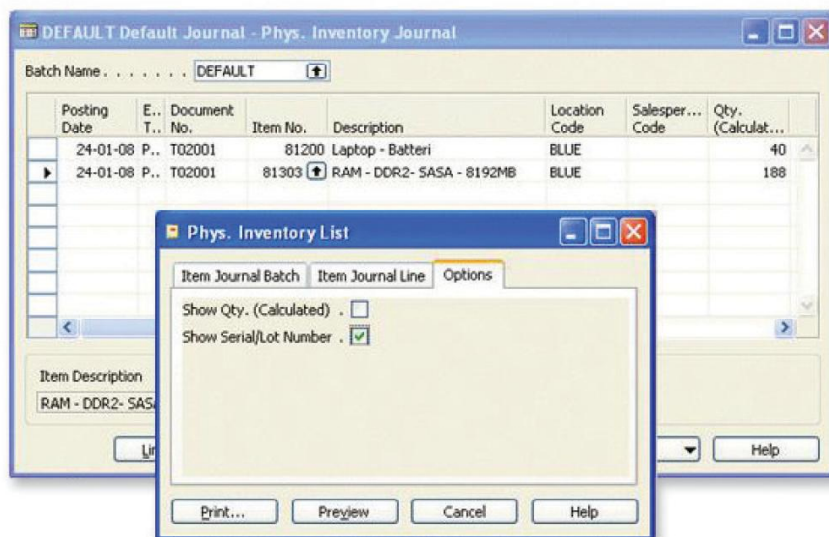 DEFAULT Default Journal - Phys. Inventory Journal
Batch Name . . . . . . . DEFAULT
Posting Date E.. T.. Document No. Item No. Description Location Code Salesper... Code Qty. (Calculat...
24-01-08 P.. T02001 81200 Laptop - Batteri BLUE 40
24-01-08 P.. T02001 81303 RAM - DDR2- SASA - 8192MB BLUE 188
Phys. Inventory List
Item Journal Batch Item Journal Line Options
Show Qty. (Calculated) .
Show Serial/Lot Number .
Item Description
RAM - DDR2- SAS
Help
Print... Preview Cancel Help